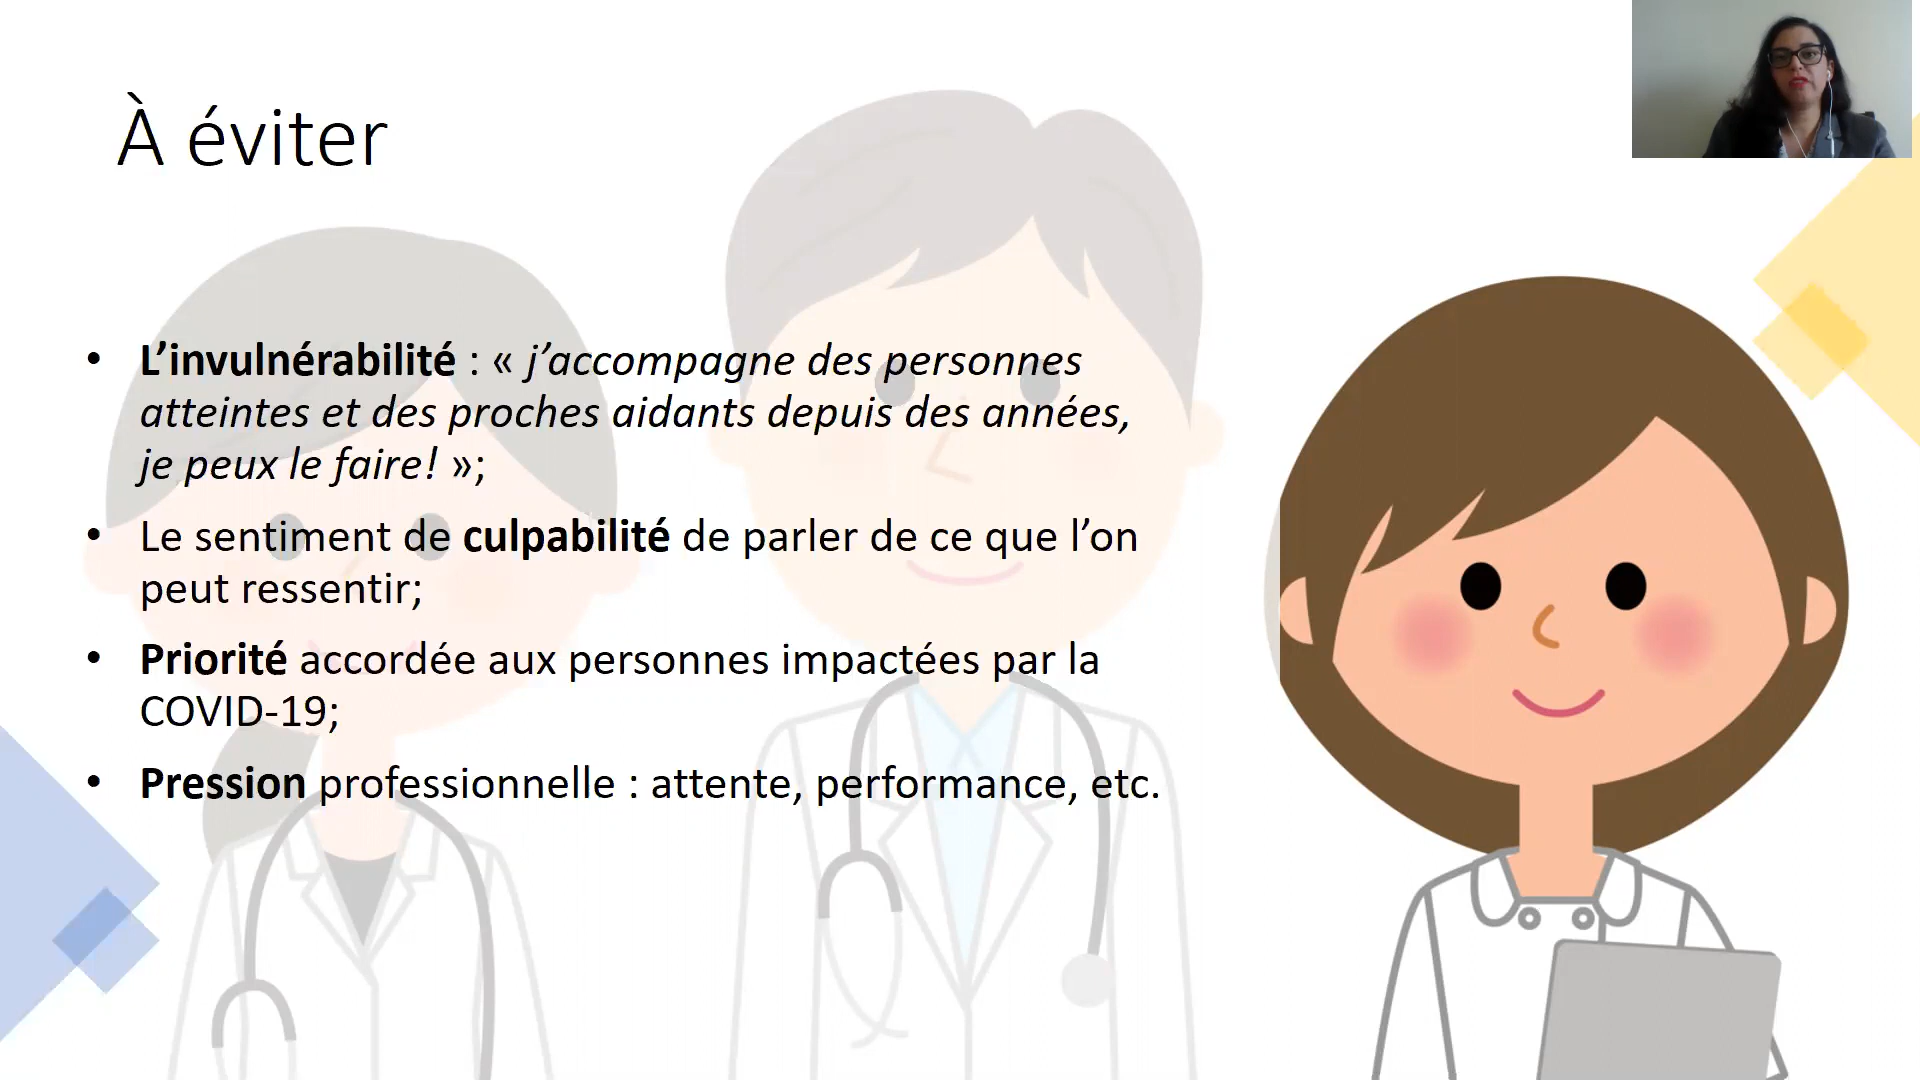 À éviter
• L’invulnérabilité : « j’accompagne des personnes
atteintes et des proches aidants depuis des années,
je peux le faire! »;
• Le sentiment de culpabilité de parler de ce que l’on
peut ressentir;
• Priorité accordée aux personnes impactées par la
COVID-19;
• Pression professionnelle : attente, performance, etc.